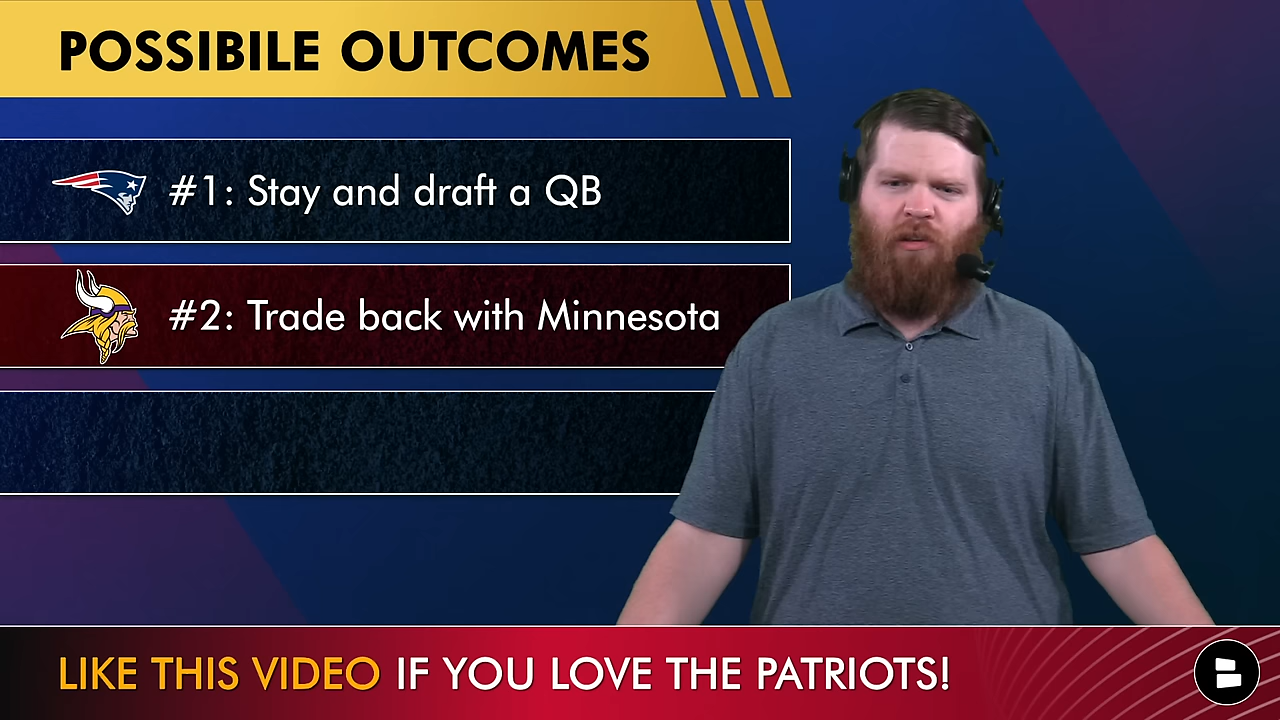 POSSIBILE OUTCOMES
#1: Stay and draft a QB
#2: Trade back with Minnesota
LIKE THIS VIDEO IF YOU LOVE THE PATRIOTS!